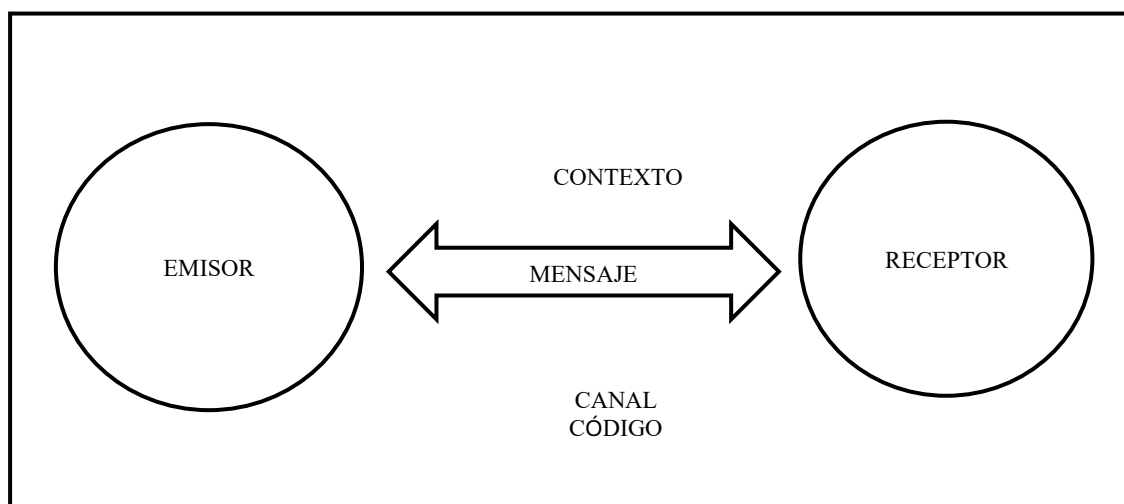 CONTEXTO
EMISOR
MENSAJE
RECEPTOR
CANAL
CÓDIGO